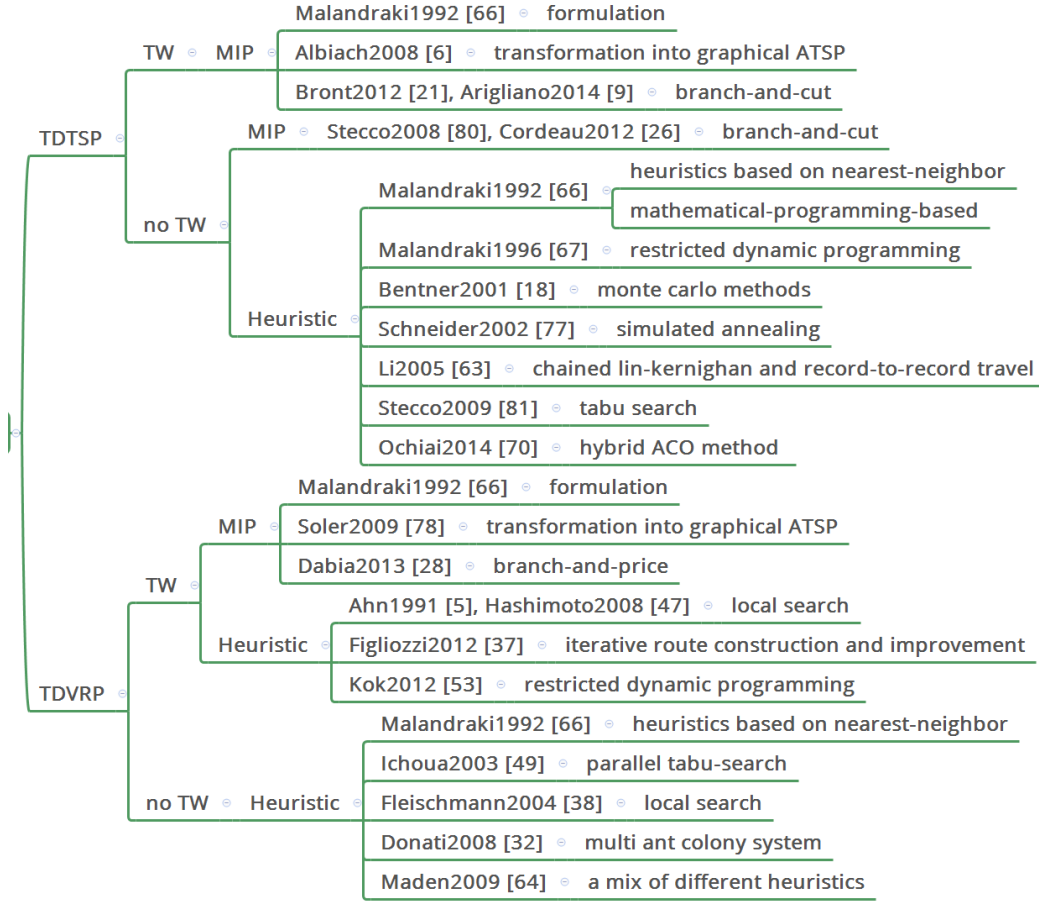 Malandraki1992 [66] formulation
TW MIP Albiach2008 [6] transformation into graphical ATSP
Bront2012 [21], Arigliano2014 [9] branch-and-cut
TDTSP MIP Stecco2008 [80], Cordeau2012 [26] branch-and-cut
heuristics based on nearest-neighbor
Malandraki1992 [66]
mathematical-programming-based
no TW
Malandraki1996 [67] restricted dynamic programming
Bentner2001 [18] monte carlo methods
Heuristic Schneider2002 [77] simulated annealing
Li2005 [63] chained lin-kernighan and record-to-record travel
Stecco2009 [81] tabu search
Ochiai2014 [70] hybrid ACO method
Malandraki1992 [66] formulation
MIP Soler2009 [78] transformation into graphical ATSP
Dabia2013 [28] branch-and-price
TW
Ahn1991 [5], Hashimoto2008 [47] local search
Heuristic Figliozzi2012 [37] iterative route construction and improvement
Kok2012 [53] restricted dynamic programming
TDVRP
Malandraki1992 [66] heuristics based on nearest-neighbor
Ichoua2003 [49] parallel tabu-search
no TW Heuristic Fleischmann2004 [38] local search
Donati2008 [32] multi ant colony system
Maden2009 [64] a mix of different heuristics